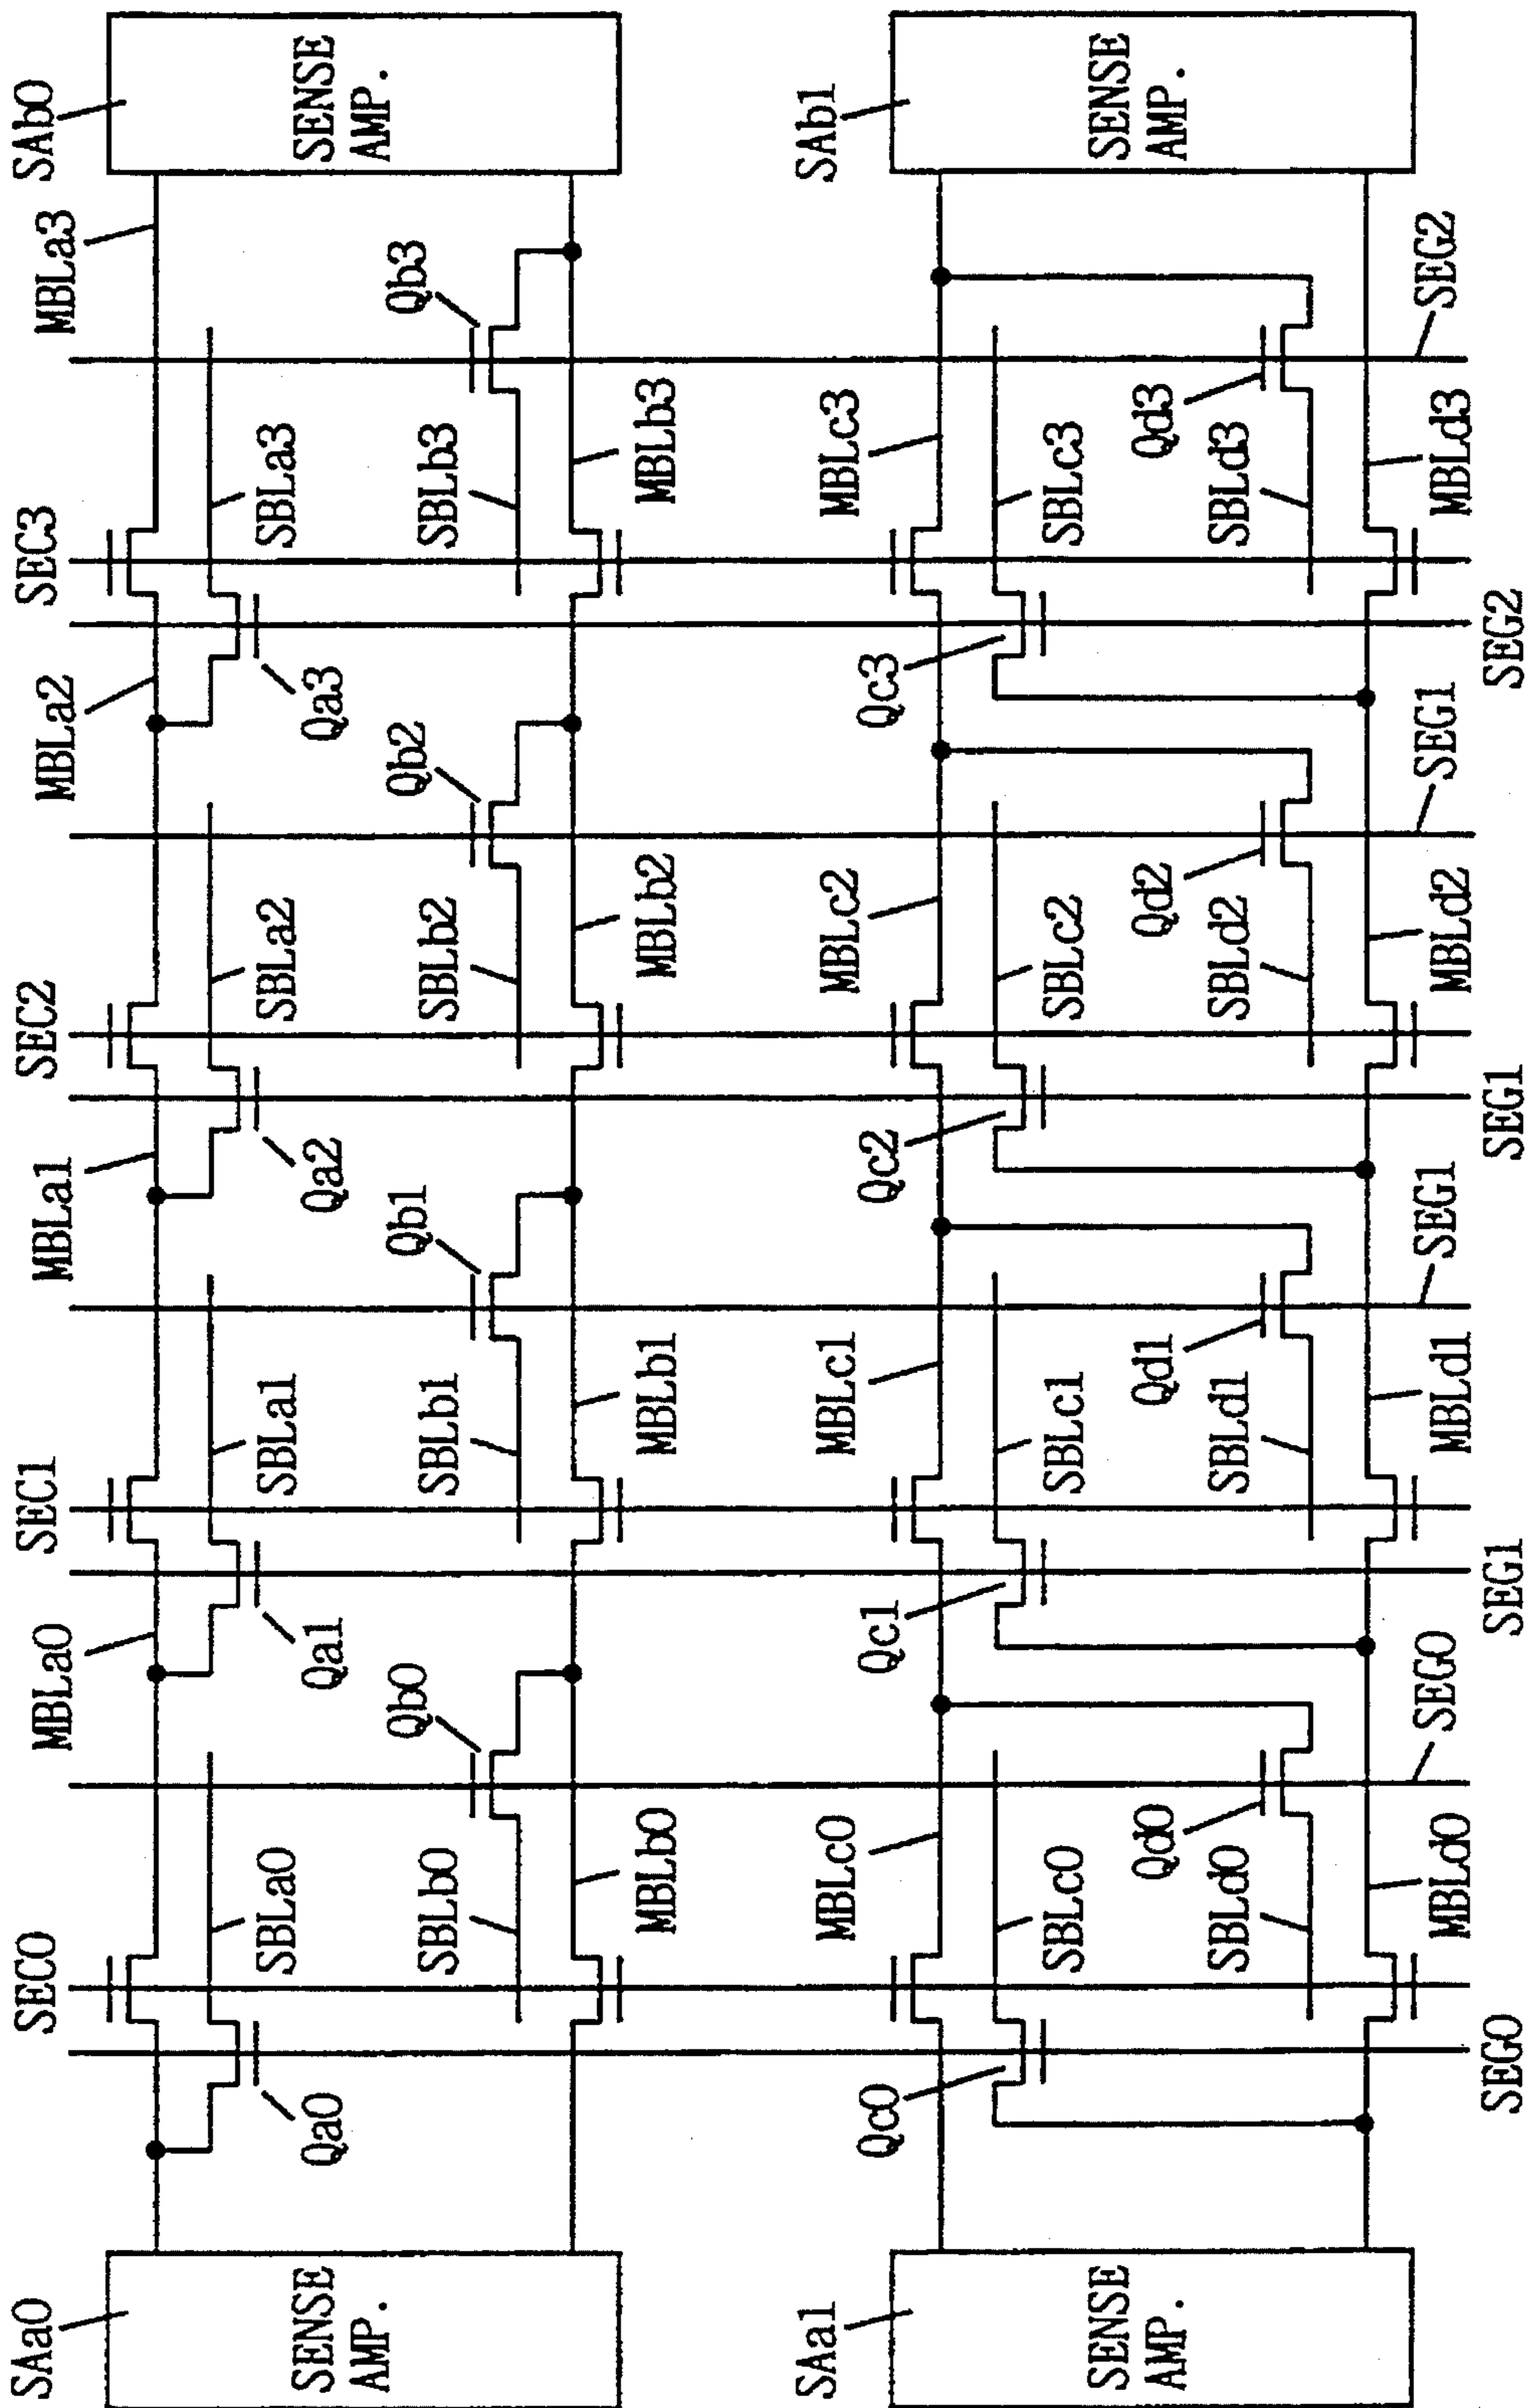 SAa0
SEC0
MBLa0
SEC1
MBLa1
SEC2
MBLa2
SEC3
MBLa3
SAb0
SBLa0
SBLa1
SBLa2
SBLa3
SENSE
AMP.
Qa0
Qa1
Qa2
Qa3
SENSE
AMP.
Qb0
Qb1
Qb2
Qb3
SBLb0
SBLb1
SBLb2
SBLb3
MBLb0
MBLb1
MBLb2
MBLb3
SAa1
MBLc0
MBLc1
MBLc2
MBLc3
SAb1
Qc0
Qc1
Qc2
Qc3
SBLc0
SBLc1
SBLc2
SBLc3
SENSE
AMP.
SENSE
AMP.
Qd0
Qd1
Qd2
Qd3
SBLd0
SBLd1
SBLd2
SBLd3
MBLd0
SEG0
MBLd1
SEG1
MBLd2
SEG1
MBLd3
SEG2
SEG0
SEG1
SEG1
SEG2